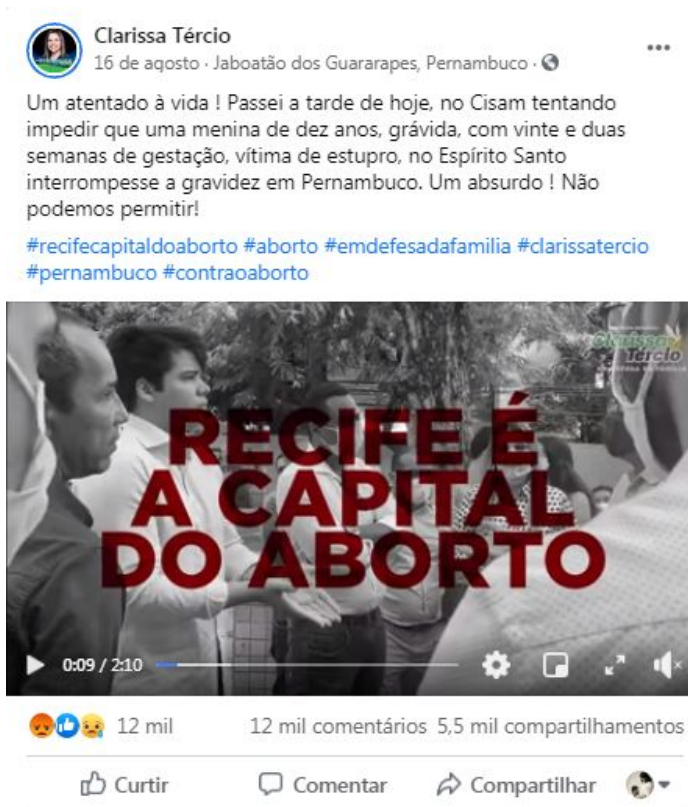 Clarissa Tércio
16 de agosto · Jaboatão dos Guararapes, Pernambuco ·
Um atentado à vida ! Passei a tarde de hoje, no Cisam tentando
impedir que uma menina de dez anos, grávida, com vinte e duas
semanas de gestação, vítima de estupro, no Espírito Santo
interrompesse a gravidez em Pernambuco. Um absurdo ! Não
podemos permitir!
#recifecapitaldoaborto #aborto #emdefesadafamilia #clarissatercio
#pernambuco #contraoaborto
Clarissa
Tércio
RECIFE É
A CAPITAL
DO ABORTO
0:09 / 2:10
12 mil 12 mil comentários 5,5 mil compartilhamentos
Curtir Comentar Compartilhar